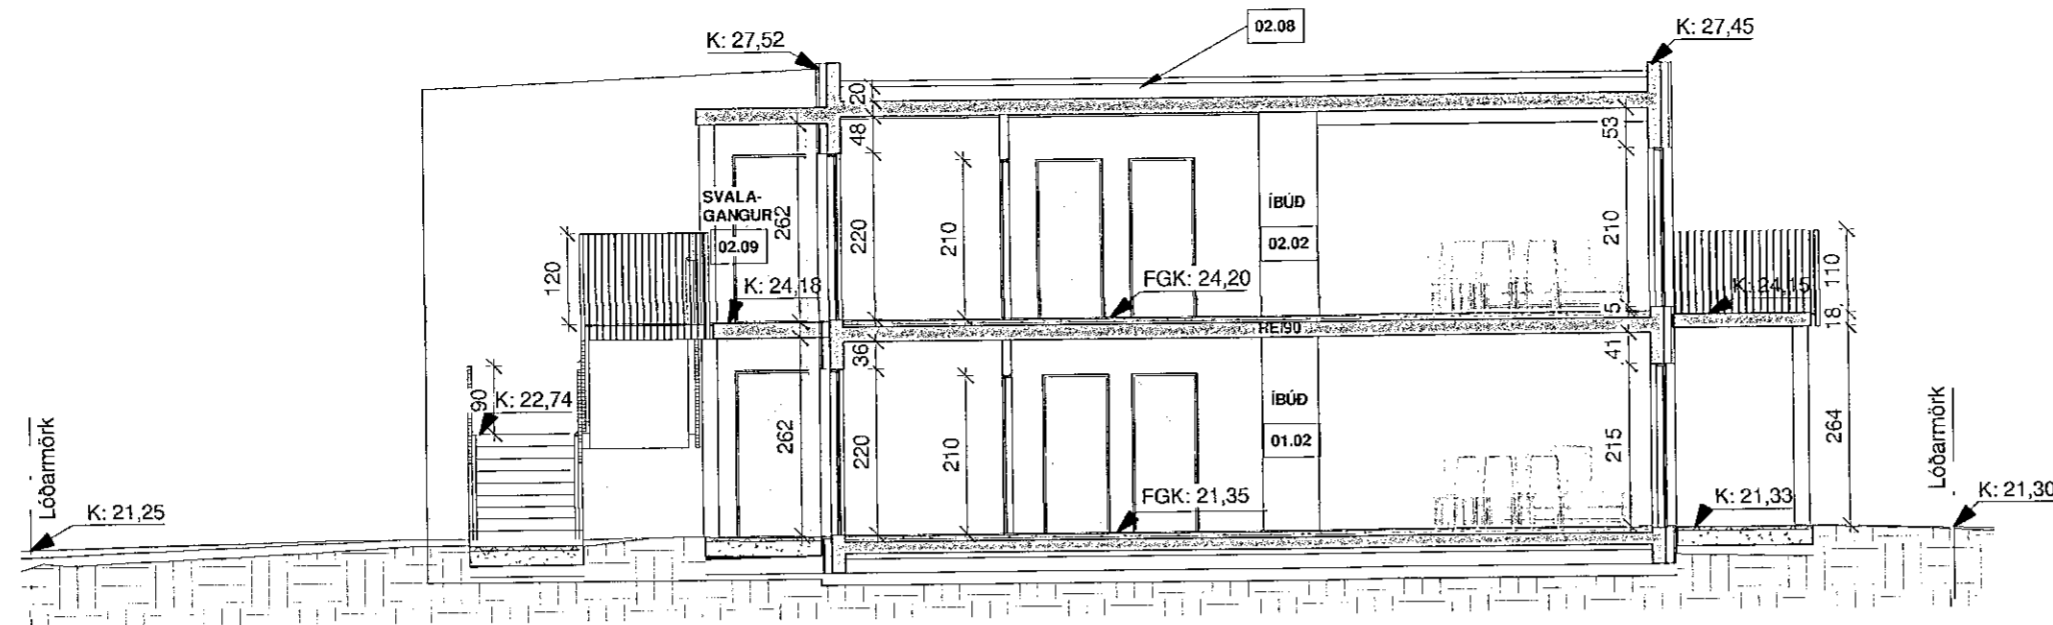 02.08
K: 27,52
K: 27,45
20
48
53
SVALA-
GANGUR
02.09
262
220
210
ÍBÚÐ
02.02
210
120
K: 24,18
FGK: 24,20
K: 24,15
110
5
18
RE/90
36
41
90
K: 22,74
ÍBÚÐ
01.02
262
220
210
215
264
Lóðarmörk
Lóðarmörk
K: 21,25
FGK: 21,35
K: 21,33
K: 21,30